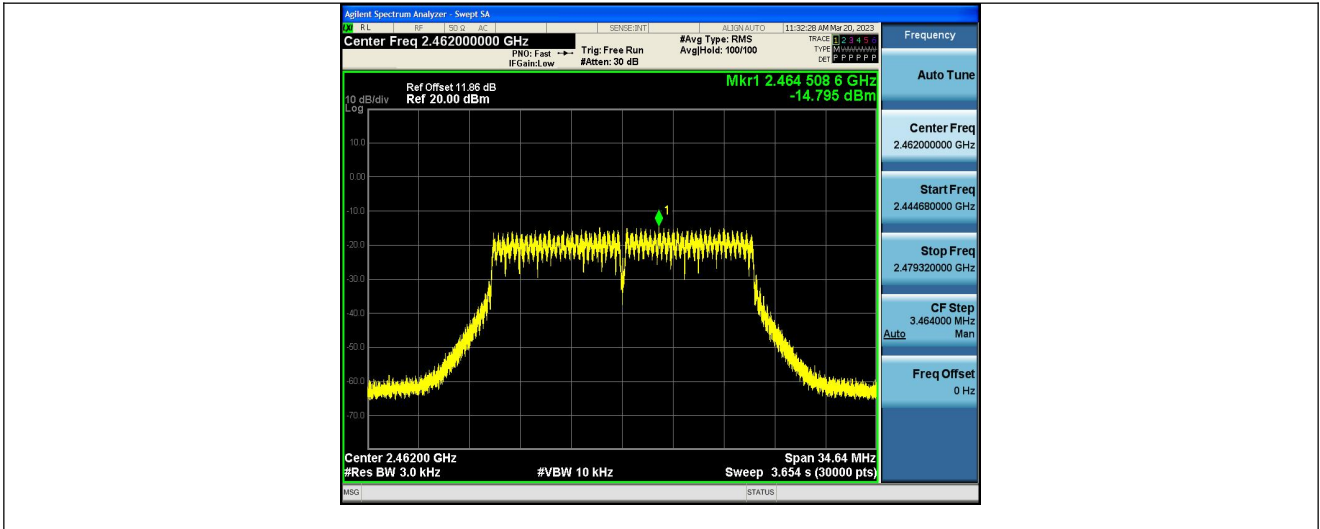 Agilent Spectrum Analyzer - Swept SA
RL RF 50 Ω AC SENSE:INT ALIGN AUTO 11:32:28 AM Mar 20, 2023
Center Freq 2.462000000 GHz
PNO: Fast
IFGain:Low
Trig: Free Run
#Atten: 30 dB
#Avg Type: RMS
Avg|Hold: 100/100
TRACE 1 2 3 4 5 6
TYPE M
DET P P P P P P
Mkr1 2.464 508 6 GHz
-14.795 dBm
Ref Offset 11.86 dB
10 dB/div Ref 20.00 dBm
Log
10.0
0.00
-10.0
-20.0
-30.0
-40.0
-50.0
-60.0
-70.0
1
Center 2.46200 GHz
Span 34.64 MHz
#Res BW 3.0 kHz
#VBW 10 kHz
Sweep 3.654 s (30000 pts)
MSG
STATUS
Frequency
Auto Tune
Center Freq
2.462000000 GHz
Start Freq
2.444680000 GHz
Stop Freq
2.479320000 GHz
CF Step
3.464000 MHz
Auto Man
Freq Offset
0 Hz